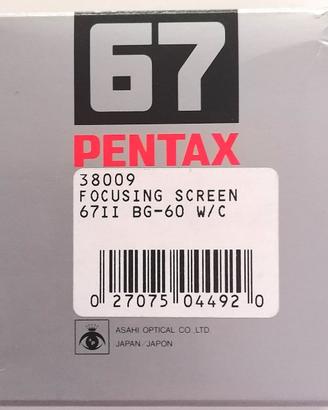 67
PENTAX
38009
FOCUSING SCREEN
67II BG-60 W/C
0 27075 04492 0
ASAHI OPTICAL CO.,LTD.
JAPAN/JAPON